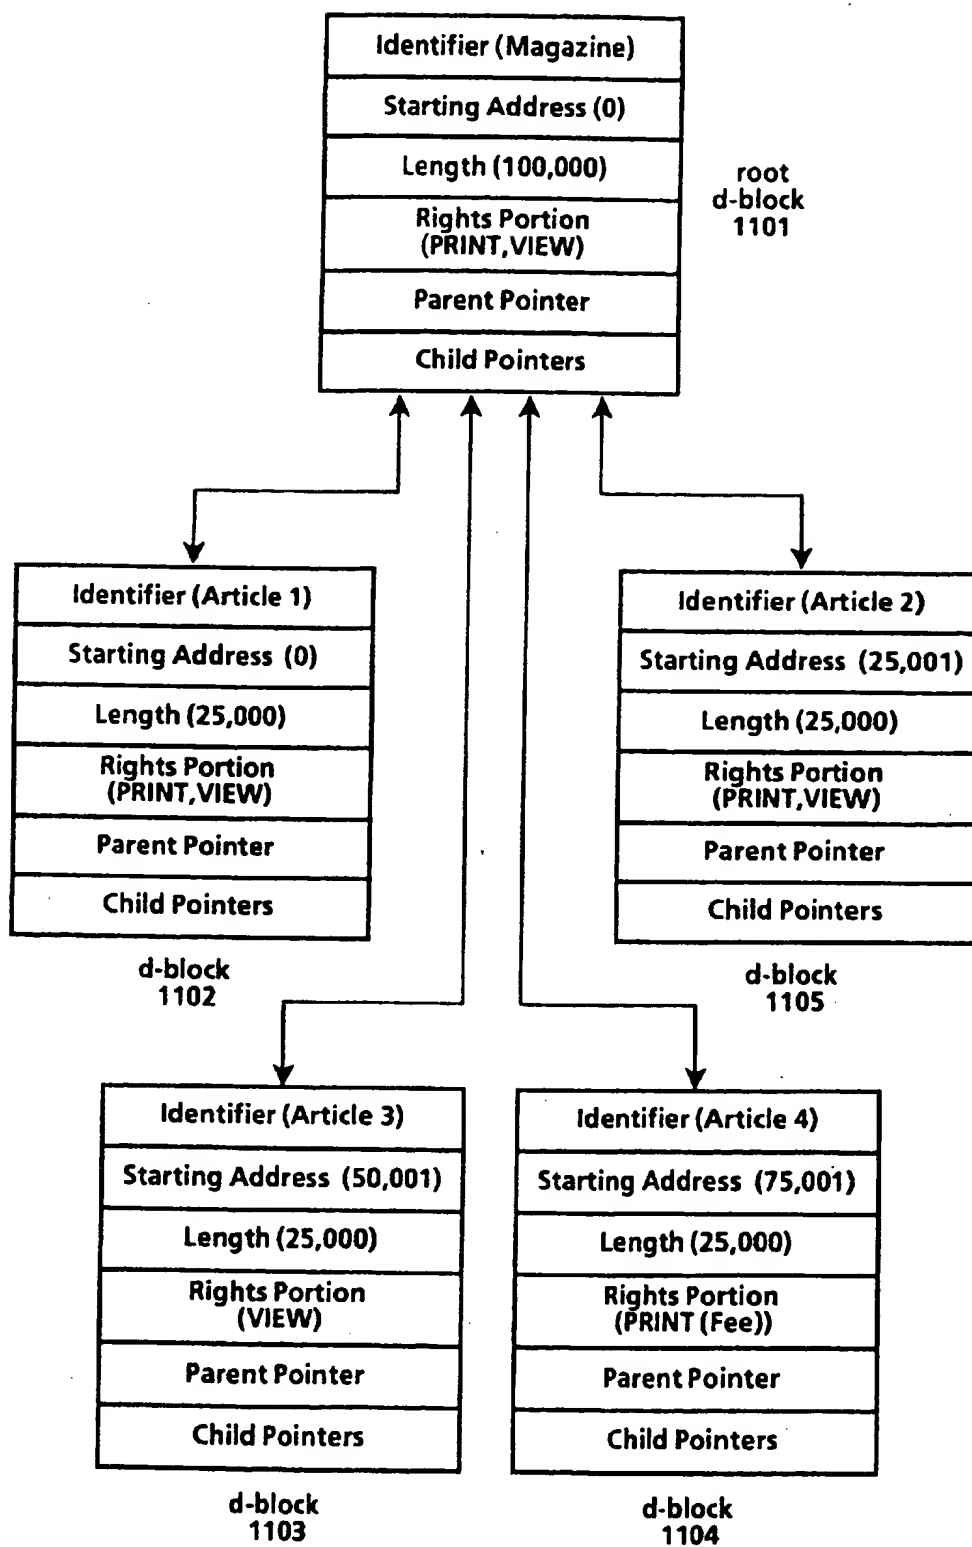 Identifier (Magazine)
Starting Address (0)
Length (100,000)
Rights Portion
(PRINT,VIEW)
Parent Pointer
Child Pointers
root
d-block
1101
Identifier (Article 1)
Starting Address (0)
Length (25,000)
Rights Portion
(PRINT,VIEW)
Parent Pointer
Child Pointers
d-block
1102
Identifier (Article 2)
Starting Address (25,001)
Length (25,000)
Rights Portion
(PRINT,VIEW)
Parent Pointer
Child Pointers
d-block
1105
Identifier (Article 3)
Starting Address (50,001)
Length (25,000)
Rights Portion
(VIEW)
Parent Pointer
Child Pointers
d-block
1103
Identifier (Article 4)
Starting Address (75,001)
Length (25,000)
Rights Portion
(PRINT (Fee))
Parent Pointer
Child Pointers
d-block
1104